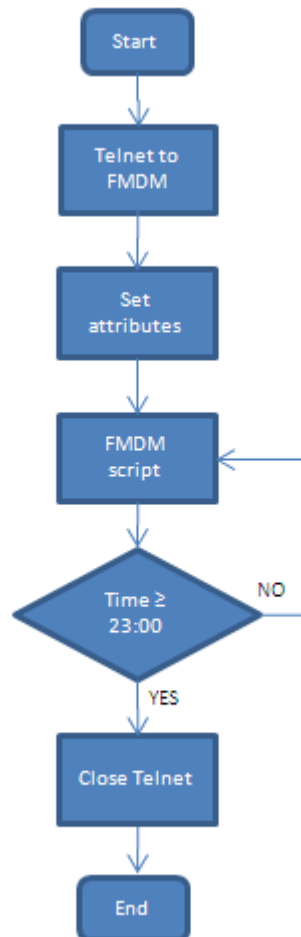 Start
Telnet to
FMDM
Set
attributes
FMDM
script
Time ≥
23:00
NO
YES
Close Telnet
End